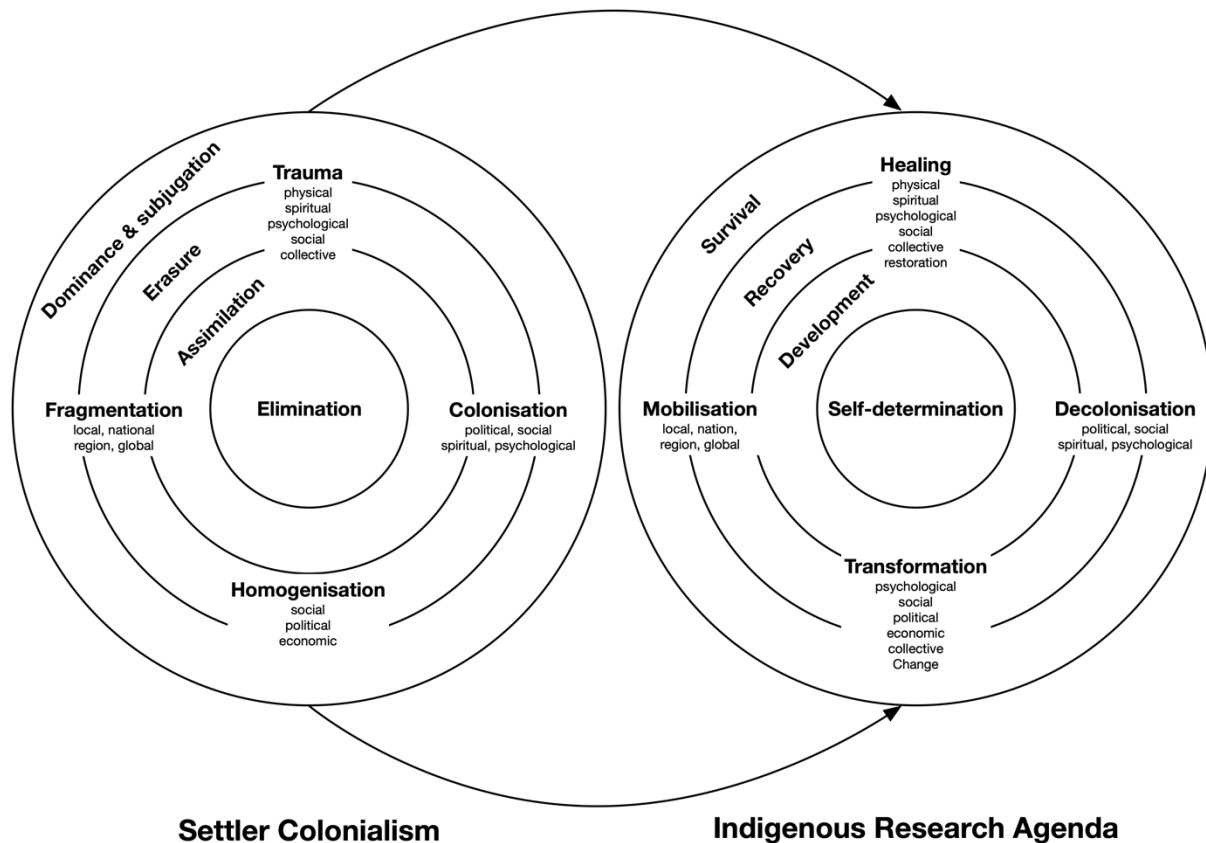 Dominance & subjugation
Erasure
Assimilation
Trauma
physical
spiritual
psychological
social
collective
Fragmentation
local, national
region, global
Elimination
Colonisation
political, social
spiritual, psychological
Homogenisation
social
political
economic
Settler Colonialism
Survival
Recovery
Development
Healing
physical
spiritual
psychological
social
collective
restoration
Mobilisation
local, nation,
region, global
Self-determination
Decolonisation
political, social
spiritual, psychological
Transformation
psychological
social
political
economic
collective
Change
Indigenous Research Agenda